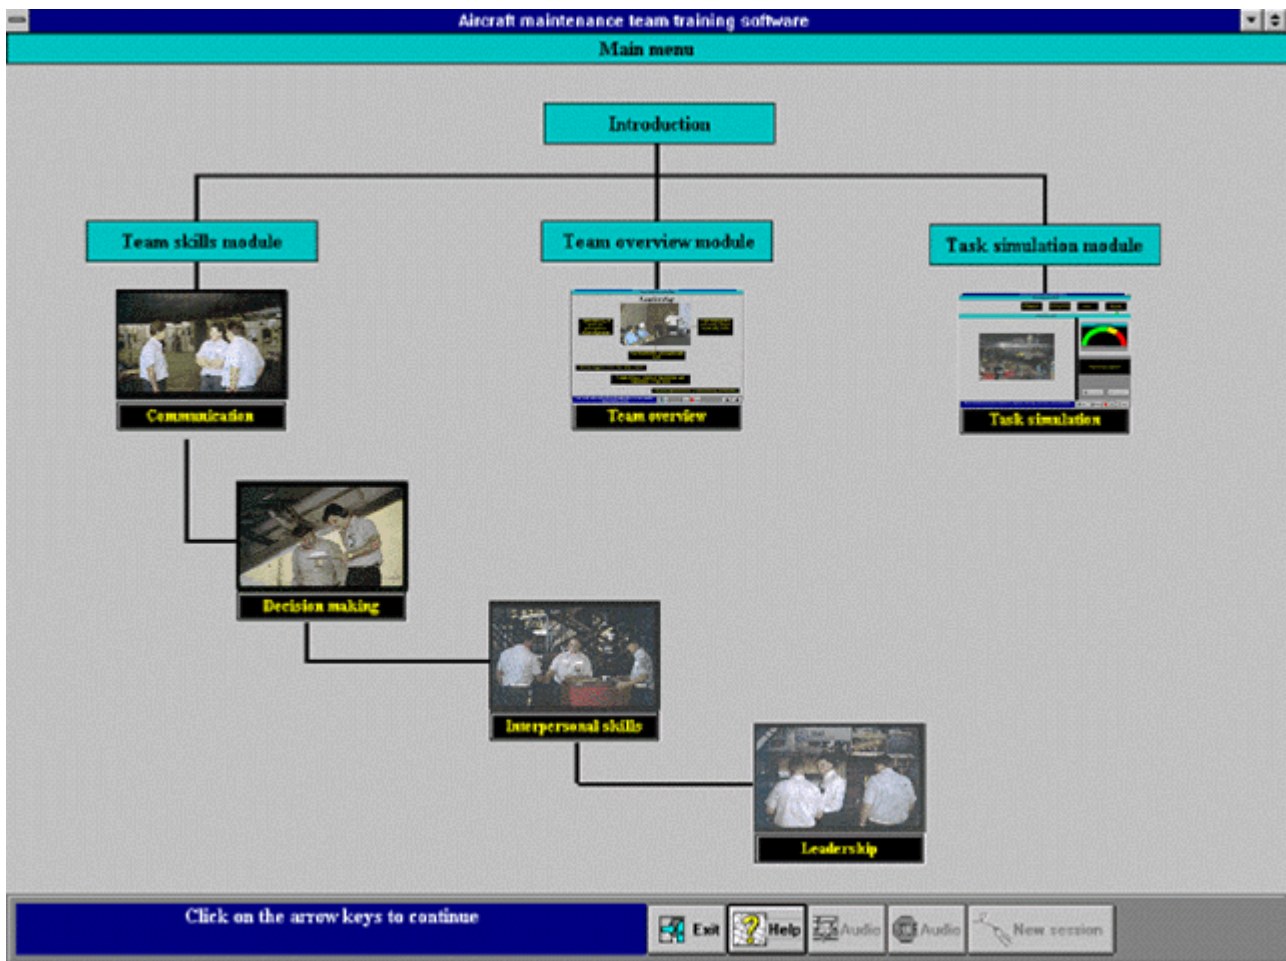 Aircraft maintenance team training software
Main menu
Introduction
Team skills module
Team overview module
Task simulation module
Leadership
Communication
Team overview
Task simulation
Decision making
Interpersonal skills
Leadership
Click on the arrow keys to continue
Exit
Help
Audio
Audio
New session